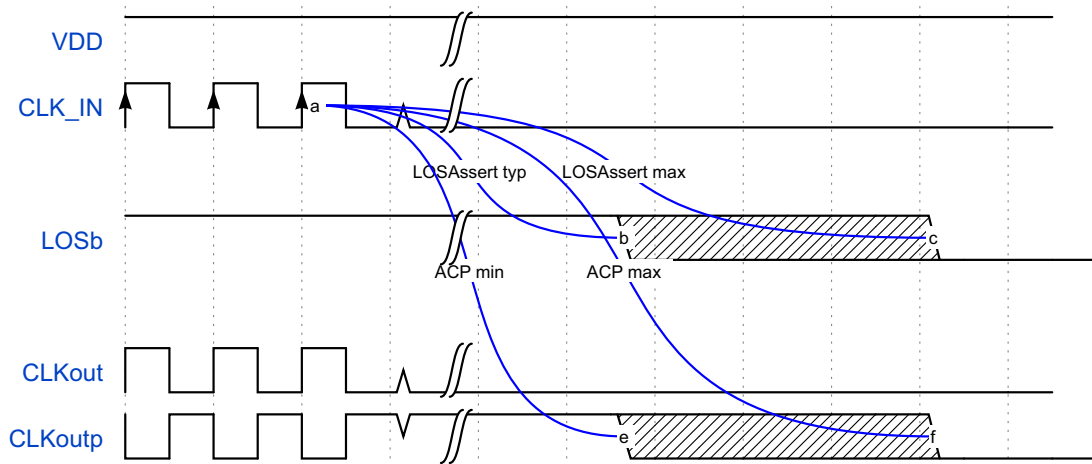 VDD
CLK_IN
a
LOSAssert typ
LOSAssert max
LOSb
b
c
ACP min
ACP max
CLKout
CLKoutp
e
f